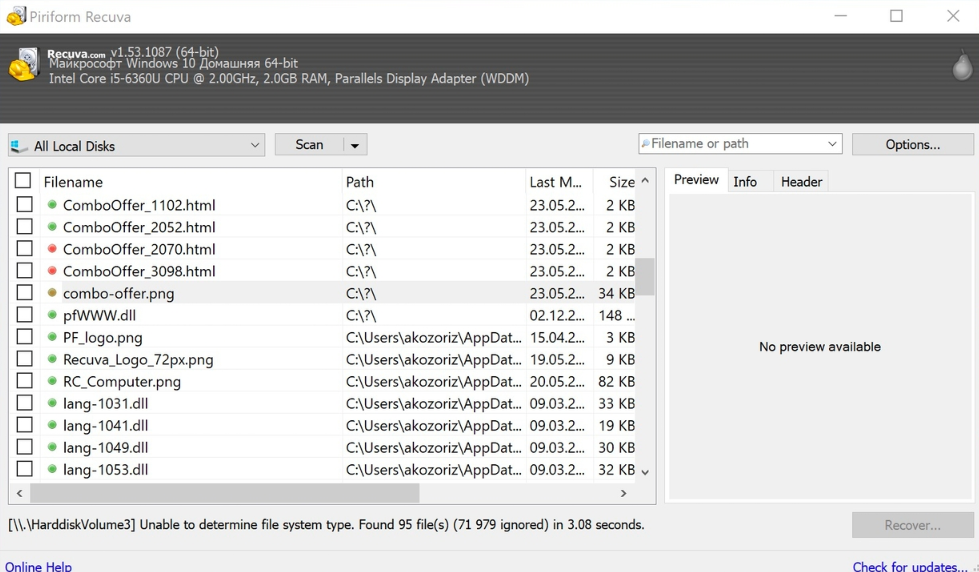 Piriform Recuva
Recuva.com v1.53.1087 (64-bit)
Майкрософт Windows 10 Домашняя 64-bit
Intel Core i5-6360U CPU @ 2.00GHz, 2.0GB RAM, Parallels Display Adapter (WDDM)
All Local Disks Scan Filename or path Options...
Filename Path Last M... Size Preview Info Header
ComboOffer_1102.html C:\?\ 23.05.2... 2 KB
ComboOffer_2052.html C:\?\ 23.05.2... 2 KB
ComboOffer_2070.html C:\?\ 23.05.2... 2 KB
ComboOffer_3098.html C:\?\ 23.05.2... 2 KB
combo-offer.png C:\?\ 23.05.2... 34 KB
pfWWW.dll C:\?\ 02.12.2... 148 ...
PF_logo.png C:\Users\akozoriz\AppDat... 15.04.2... 3 KB
Recuva_Logo_72px.png C:\Users\akozoriz\AppDat... 19.05.2... 9 KB
RC_Computer.png C:\Users\akozoriz\AppDat... 20.05.2... 82 KB
lang-1031.dll C:\Users\akozoriz\AppDat... 09.03.2... 33 KB
lang-1041.dll C:\Users\akozoriz\AppDat... 09.03.2... 19 KB
lang-1049.dll C:\Users\akozoriz\AppDat... 09.03.2... 30 KB
lang-1053.dll C:\Users\akozoriz\AppDat... 09.03.2... 32 KB
No preview available
[\\.\HarddiskVolume3] Unable to determine file system type. Found 95 file(s) (71 979 ignored) in 3.08 seconds.
Recover...
Online Help Check for updates...